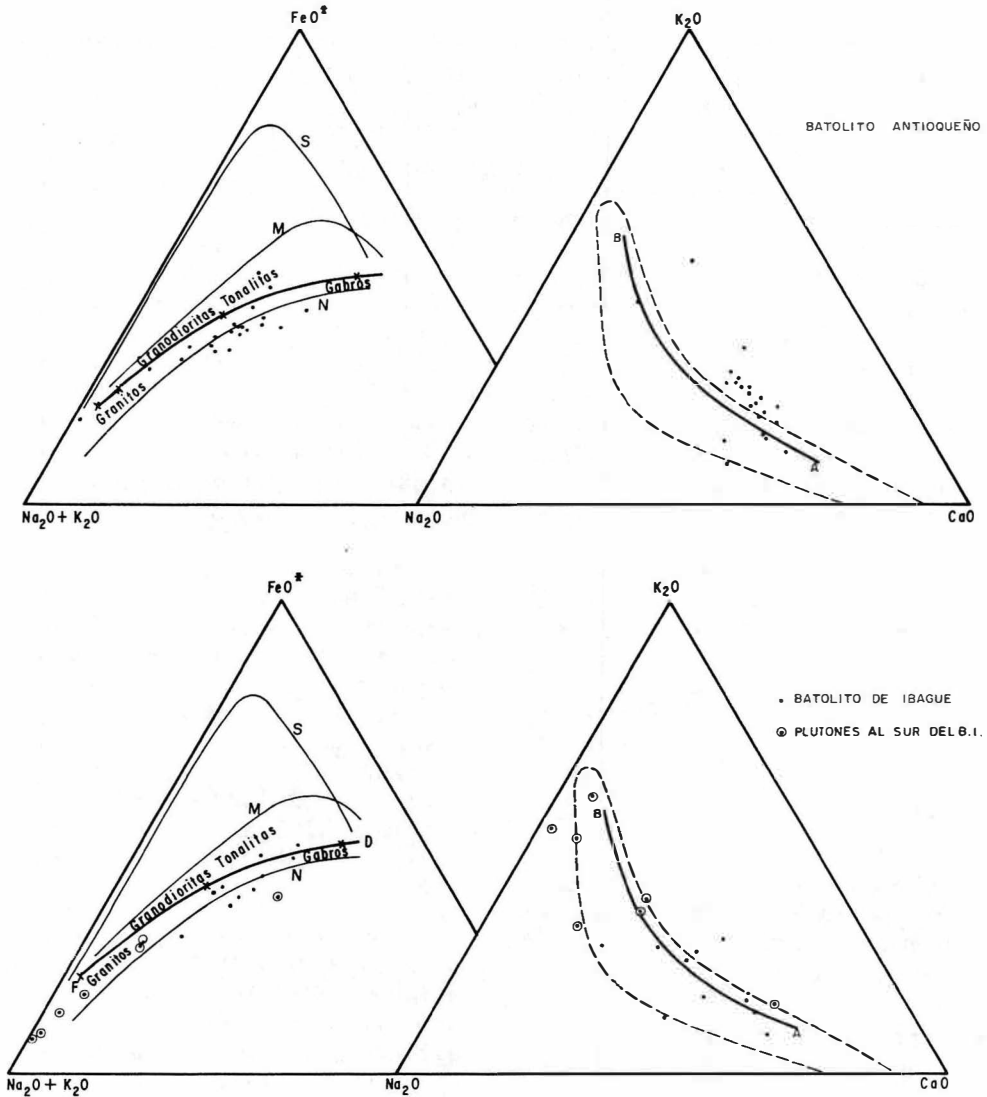 FeO*
K₂O
BATOLITO ANTIOQUEÑO
S
M
B
Granodioritas Tonalitas
Gabros
N
Granitos
A
Na₂O + K₂O
Na₂O
CaO
FeO*
K₂O
BATOLITO DE IBAGUE
PLUTONES AL SUR DEL B.I.
S
M
B
D
Granodioritas Tonalitas
Gabros
N
F
Granitos
A
Na₂O + K₂O
Na₂O
CaO